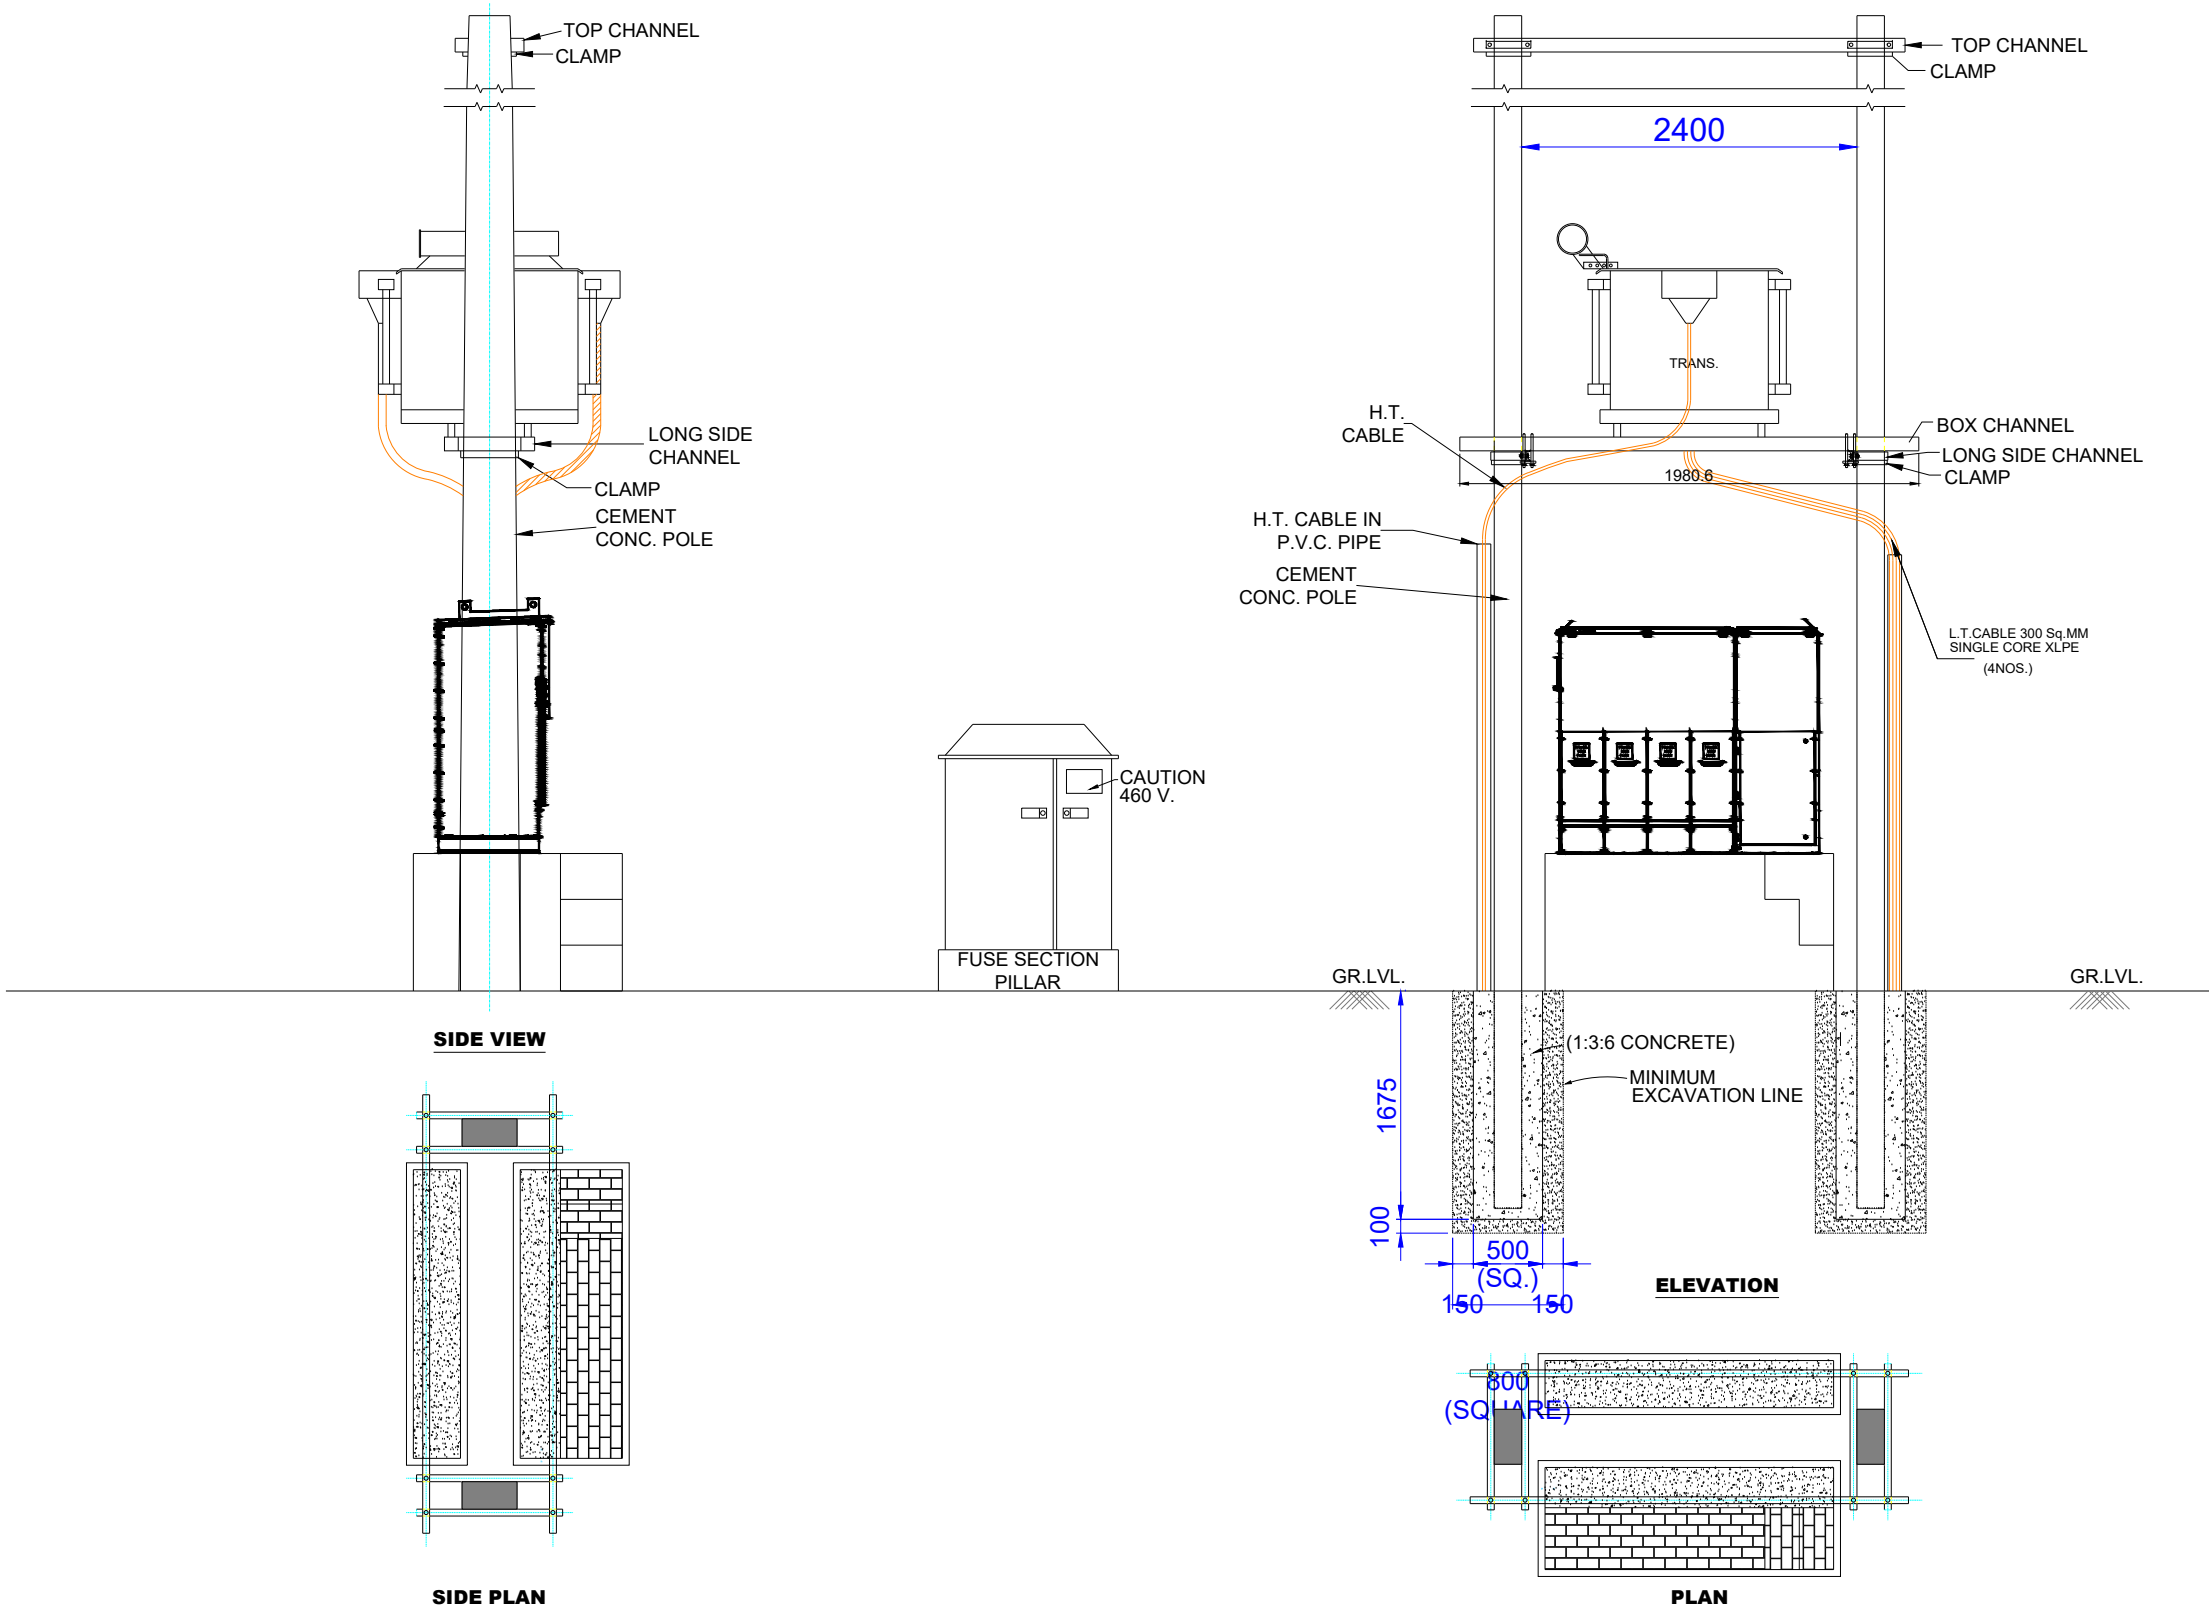 TOP CHANNEL
CLAMP
LONG SIDE
CHANNEL
CLAMP
CEMENT
CONC. POLE
CAUTION
460 V.
FUSE SECTION
PILLAR
SIDE VIEW
SIDE PLAN
TOP CHANNEL
CLAMP
2400
TRANS.
H.T.
CABLE
BOX CHANNEL
LONG SIDE CHANNEL
CLAMP
1980.6
H.T. CABLE IN
P.V.C. PIPE
CEMENT
CONC. POLE
L.T.CABLE 300 Sq.MM
SINGLE CORE XLPE
(4NOS.)
GR.LVL.
GR.LVL.
(1:3:6 CONCRETE)
MINIMUM
EXCAVATION LINE
1675
100
500
(SQ.)
150 150
ELEVATION
800
(SQUARE)
PLAN